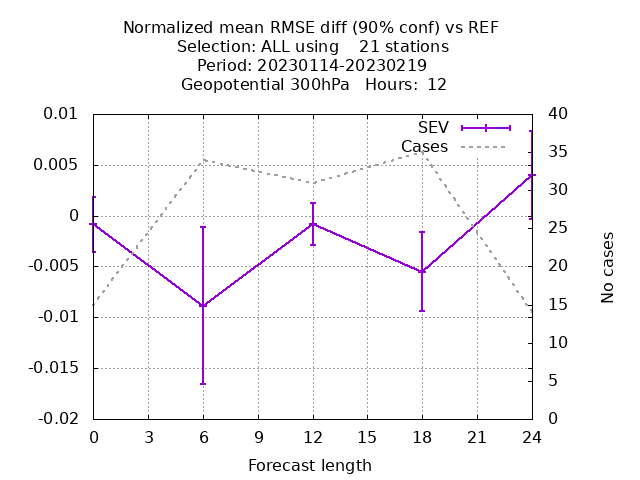 Normalized mean RMSE diff (90% conf) vs REF
Selection: ALL using    21 stations
Period: 20230114-20230219
Geopotential 300hPa   Hours:  12
SEV
Cases
0.01
0.005
0
-0.005
-0.01
-0.015
-0.02
40
35
30
25
20
15
10
5
0
No cases
0 3 6 9 12 15 18 21 24
Forecast length